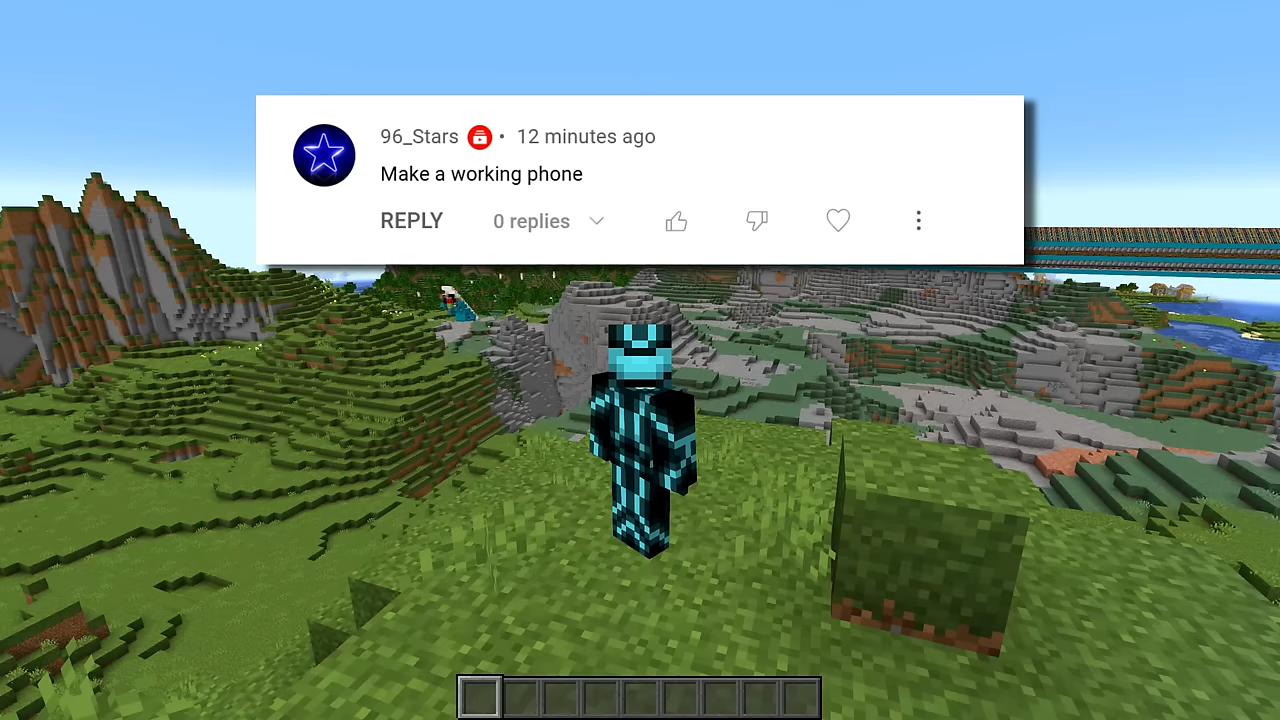 96_Stars • 12 minutes ago
Make a working phone
REPLY 0 replies